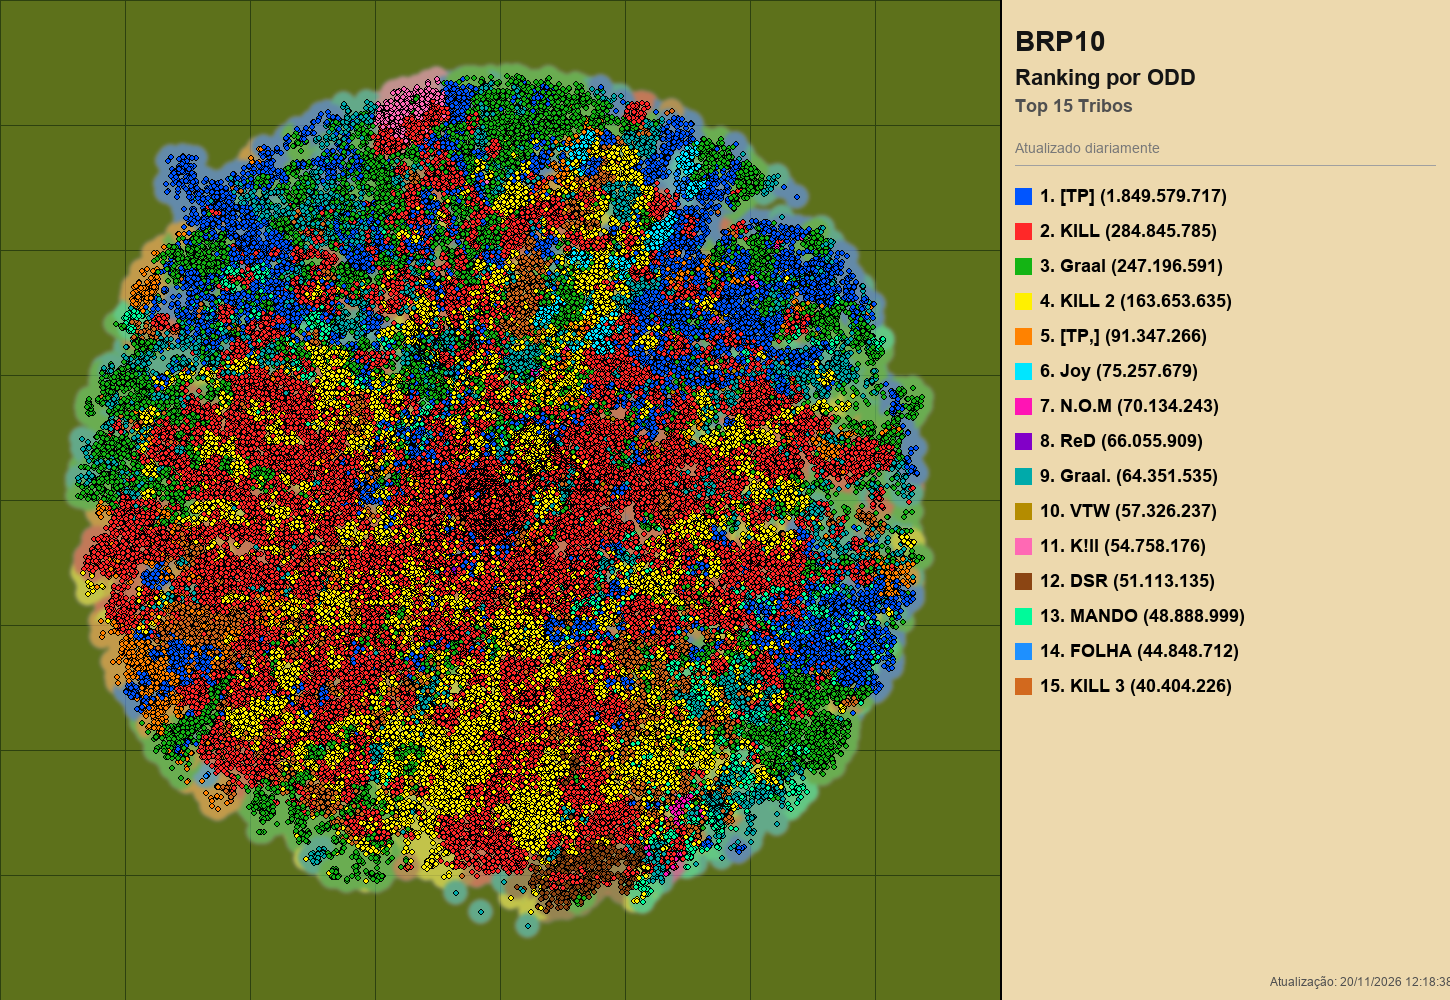 BRP10
Ranking por ODD
Top 15 Tribos
Atualizado diariamente
1. [TP] (1.849.579.717)
2. KILL (284.845.785)
3. Graal (247.196.591)
4. KILL 2 (163.653.635)
5. [TP,] (91.347.266)
6. Joy (75.257.679)
7. N.O.M (70.134.243)
8. ReD (66.055.909)
9. Graal. (64.351.535)
10. VTW (57.326.237)
11. K!ll (54.758.176)
12. DSR (51.113.135)
13. MANDO (48.888.999)
14. FOLHA (44.848.712)
15. KILL 3 (40.404.226)
Atualização: 20/11/2026 12:18:38